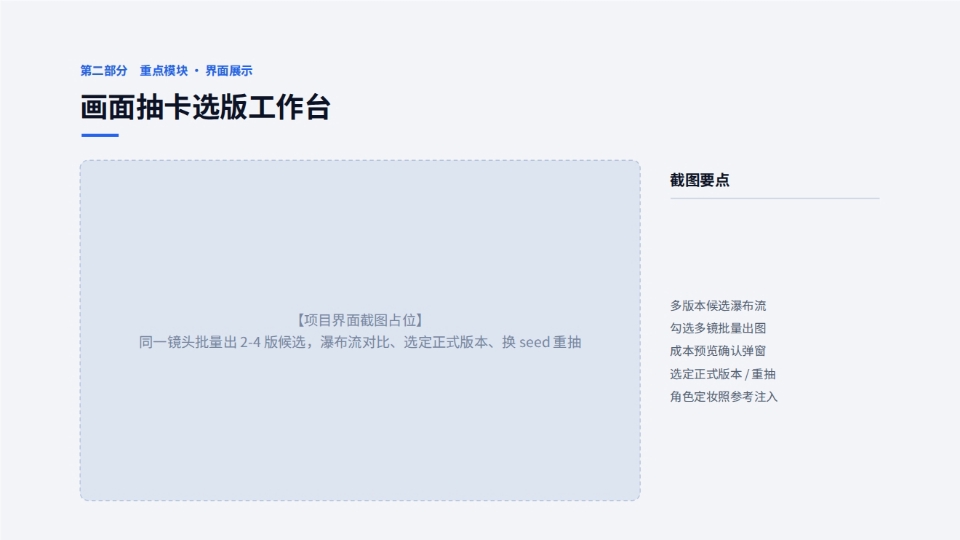 第二部分　重点模块 · 界面展示
画面抽卡选版工作台
【项目界面截图占位】
同一镜头批量出 2-4 版候选，瀑布流对比、选定正式版本、换 seed 重抽
截图要点
多版本候选瀑布流
勾选多镜批量出图
成本预览确认弹窗
选定正式版本 / 重抽
角色定妆照参考注入